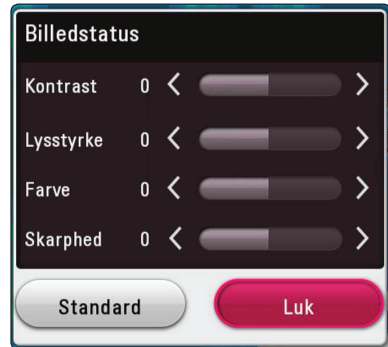 Billedstatus
Kontrast 0
Lysstyrke 0
Farve 0
Skarphed 0
Standard Luk